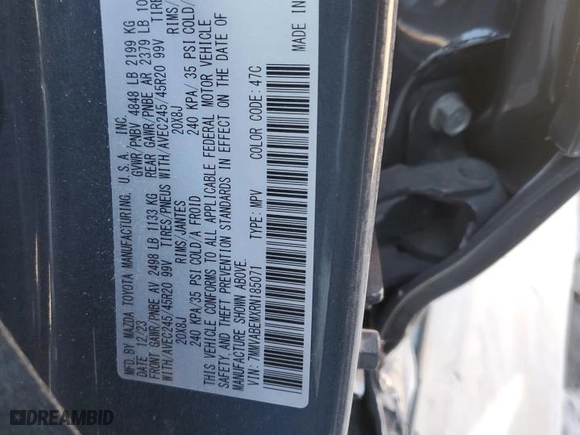 MFD. BY MAZDA TOYOTA MANUFACTURING, U.S.A. INC
DATE: 12/23 GVWR/PNBV 4848 LB 2199 KG
FRONT GAWR/PNBE AV 2498 LB 1133 KG REAR GAWR/PNBE AR 2379 LB 10
WITH/AVEC245/45R20 99V TIRES/PNEUS WITH/AVEC245/45R20 99V TIRE
20X8J RIMS/JANTES 20X8J RIMS/
240 KPA/35 PSI COLD/A FROID 240 KPA/ 35 PSI COLD/
THIS VEHICLE CONFORMS TO ALL APPLICABLE FEDERAL MOTOR VEHICLE
SAFETY AND THEFT PREVENTION STANDARDS IN EFFECT ON THE DATE OF
MANUFACTURE SHOWN ABOVE.
VIN: 7MMVABEMXRN185071 TYPE: MPV COLOR CODE: 47C MADE IN
DREAMBID